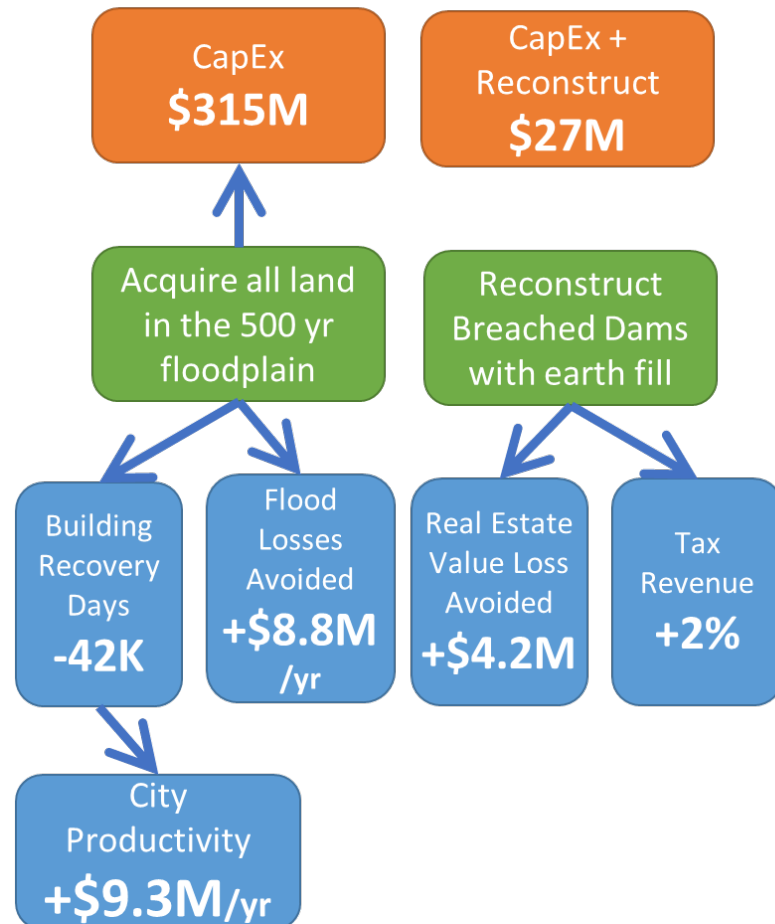 CapEx
$315M
CapEx +
Reconstruct
$27M
Acquire all land
in the 500 yr
floodplain
Reconstruct
Breached Dams
with earth fill
Building
Recovery
Days
-42K
Flood
Losses
Avoided
+$8.8M
/yr
Real Estate
Value Loss
Avoided
+$4.2M
Tax
Revenue
+2%
City
Productivity
+$9.3M/yr